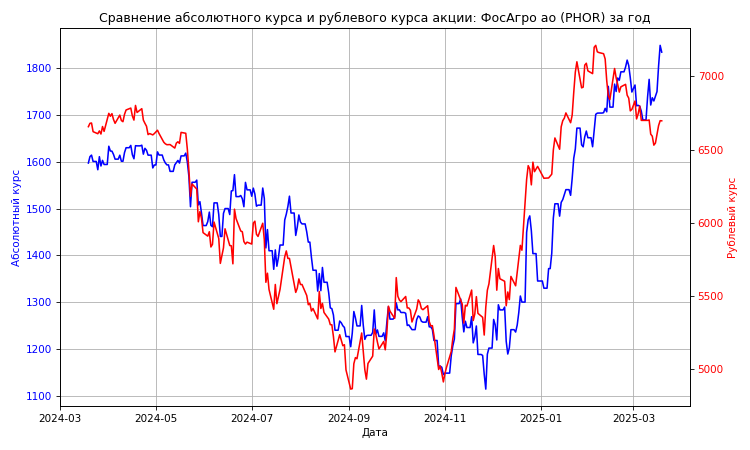 Сравнение абсолютного курса и рублевого курса акции: ФосАгро ао (PHOR) за год
1800
1700
1600
1500
1400
1300
1200
1100
Абсолютный курс
7000
6500
6000
5500
5000
Рублевый курс
2024-03 2024-05 2024-07 2024-09 2024-11 2025-01 2025-03
Дата